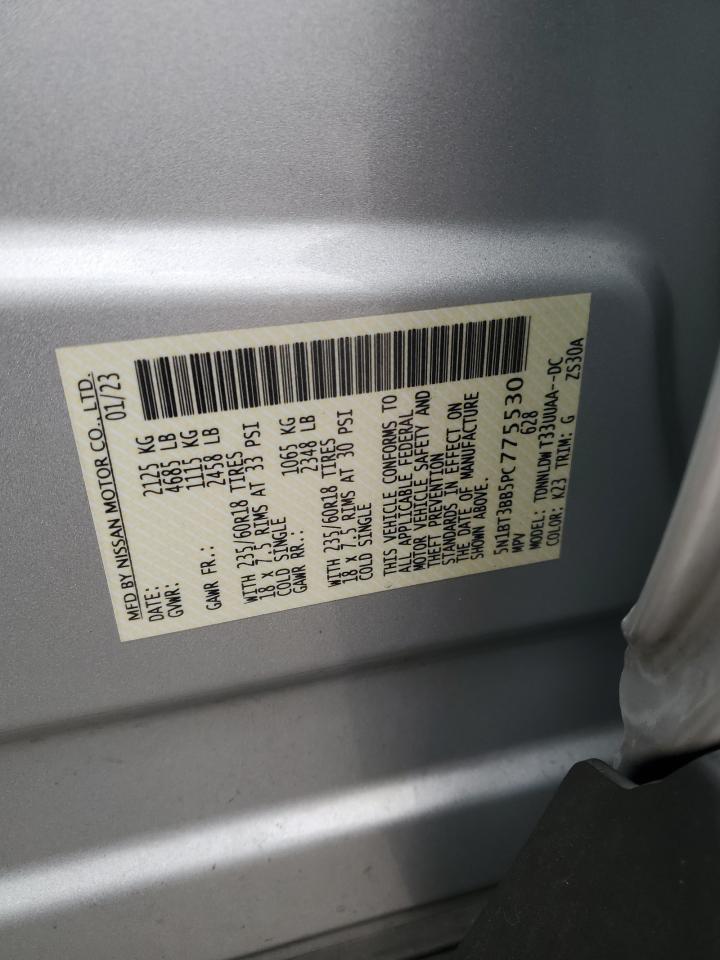 MFD BY NISSAN MOTOR CO., LTD.
DATE: 01/23
GVWR: 2125 KG
4685 LB
GAWR FR.: 1115 KG
2458 LB
WITH 235/60R18 TIRES
18 X 7.5 RIMS AT 33 PSI
COLD SINGLE
GAWR RR.: 1065 KG
2348 LB
WITH 235/60R18 TIRES
18 X 7.5 RIMS AT 30 PSI
COLD SINGLE
THIS VEHICLE CONFORMS TO
ALL APPLICABLE FEDERAL
MOTOR VEHICLE SAFETY AND
THEFT PREVENTION
STANDARDS IN EFFECT ON
THE DATE OF MANUFACTURE
SHOWN ABOVE.
5N1BT3BB5PC775530
MPV 628
MODEL: TDWNLDWT33UUAA--DC
COLOR: K23 TRIM: G ZS30A